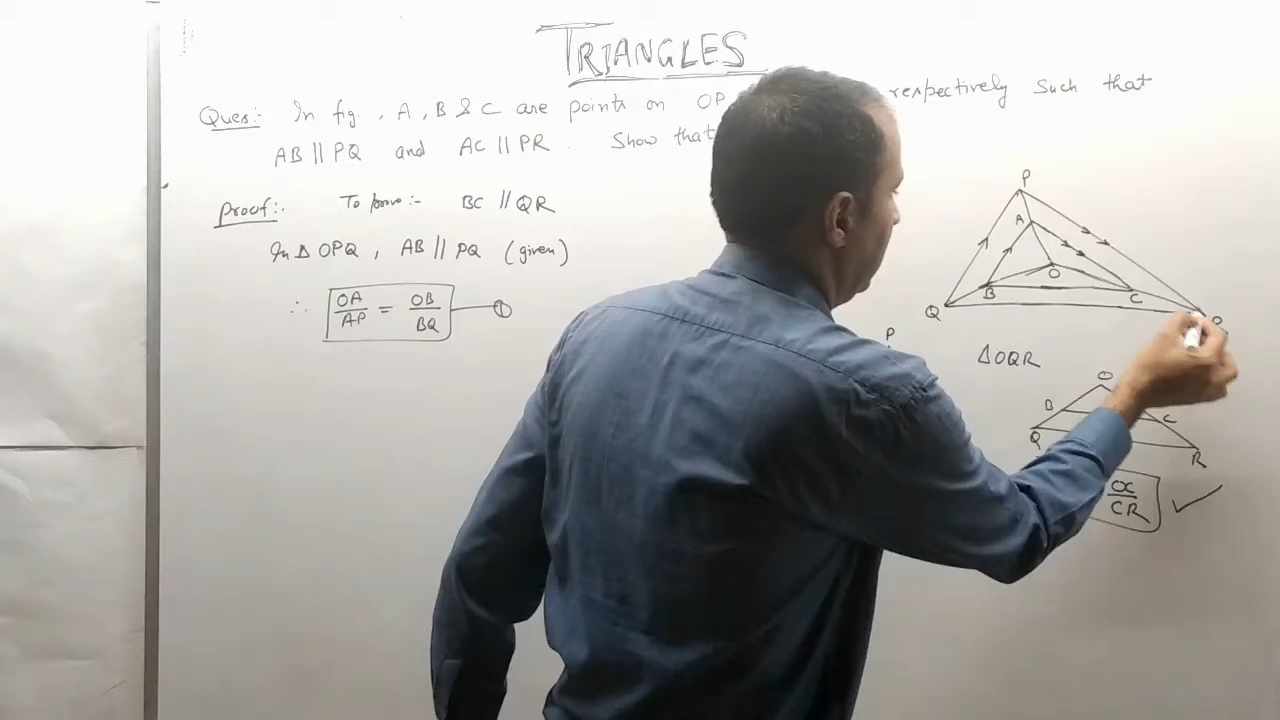 TRIANGLES
Ques:- In fig., A, B & C are points on OP respectively such that
AB || PQ and AC || PR. Show that
Proof:- To prove:- BC || QR
In Δ OPQ, AB || PQ (given)
∴ OA/AP = OB/BQ — ①
P
A
O
B
C
Q
P
Δ OQR
O
B
C
Q
R
OC/CR ✓